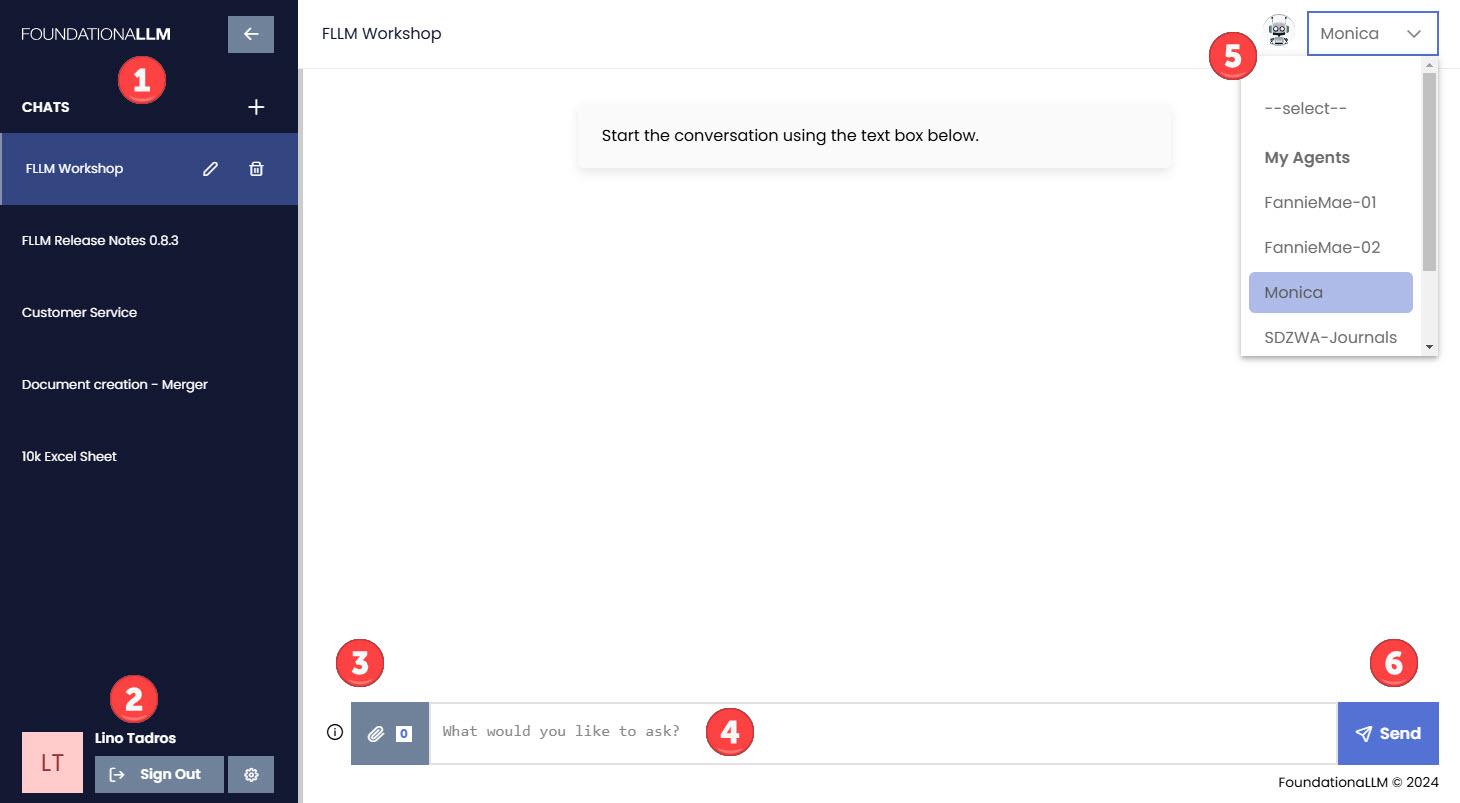 FOUNDATIONALLM
1
CHATS
FLLM Workshop
FLLM Release Notes 0.8.3
Customer Service
Document creation - Merger
10k Excel Sheet
2
LT
Lino Tadros
Sign Out
FLLM Workshop
5
Monica
--select--
My Agents
FannieMae-01
FannieMae-02
Monica
SDZWA-Journals
Start the conversation using the text box below.
3
0
What would you like to ask?
4
6
Send
FoundationaLLM © 2024